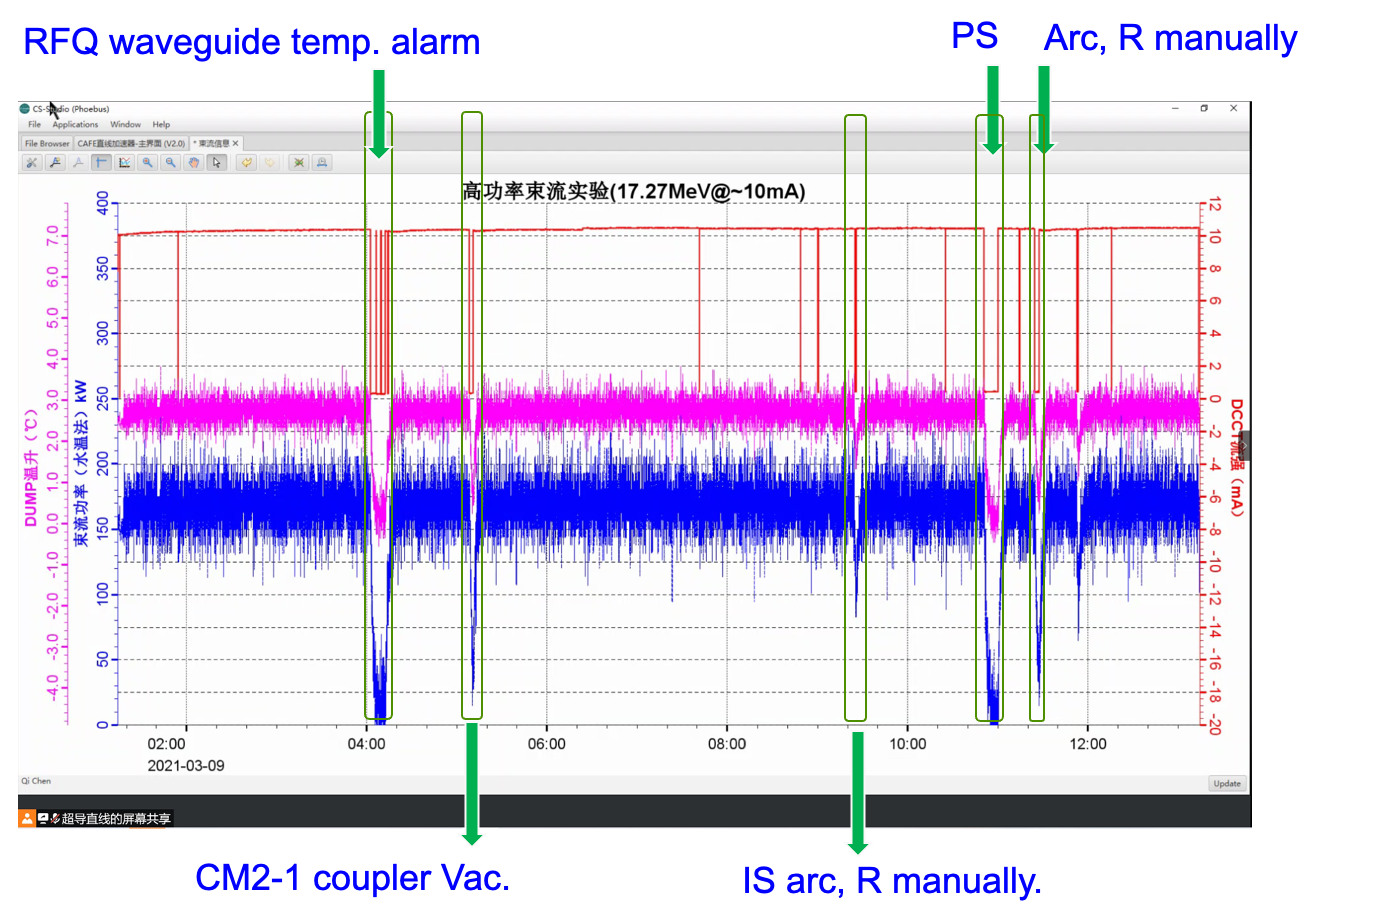 RFQ waveguide temp. alarm
PS
Arc, R manually
CS-Studio (Phoebus)
File Applications Window Help
File Browser CAFE直线加速器-主界面 (V2.0) * 束流信息
高功率束流实验(17.27MeV@~10mA)
DUMP温升（℃）
7.0
6.0
5.0
4.0
3.0
2.0
1.0
0.0
-1.0
-2.0
-3.0
-4.0
束流功率（水温法）kW
400
350
300
250
200
150
100
50
0
12
10
8
6
4
2
0
-2
-4
-6
-8
-10
-12
-14
-16
-18
-20
DCCT流强（mA）
02:00 04:00 06:00 08:00 10:00 12:00
2021-03-09
Qi Chen
Update
超导直线的屏幕共享
CM2-1 coupler Vac.
IS arc, R manually.